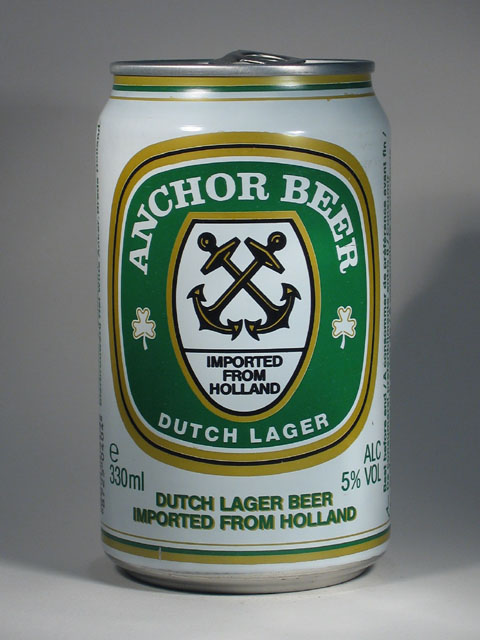 ANCHOR BEER
IMPORTED
FROM
HOLLAND
DUTCH LAGER
e
330ml
ALC
5% VOL
DUTCH LAGER BEER
IMPORTED FROM HOLLAND